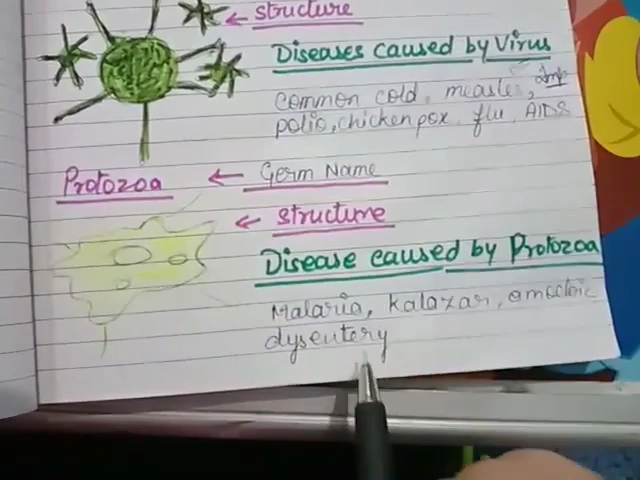 ← structure
Diseases caused by Virus
common cold, measles, Imp
polio, chickenpox, flu, AIDS
Protozoa ← Germ Name
← structure
Disease caused by Protozoa
Malaria, kalazar, amoebic
dysentery